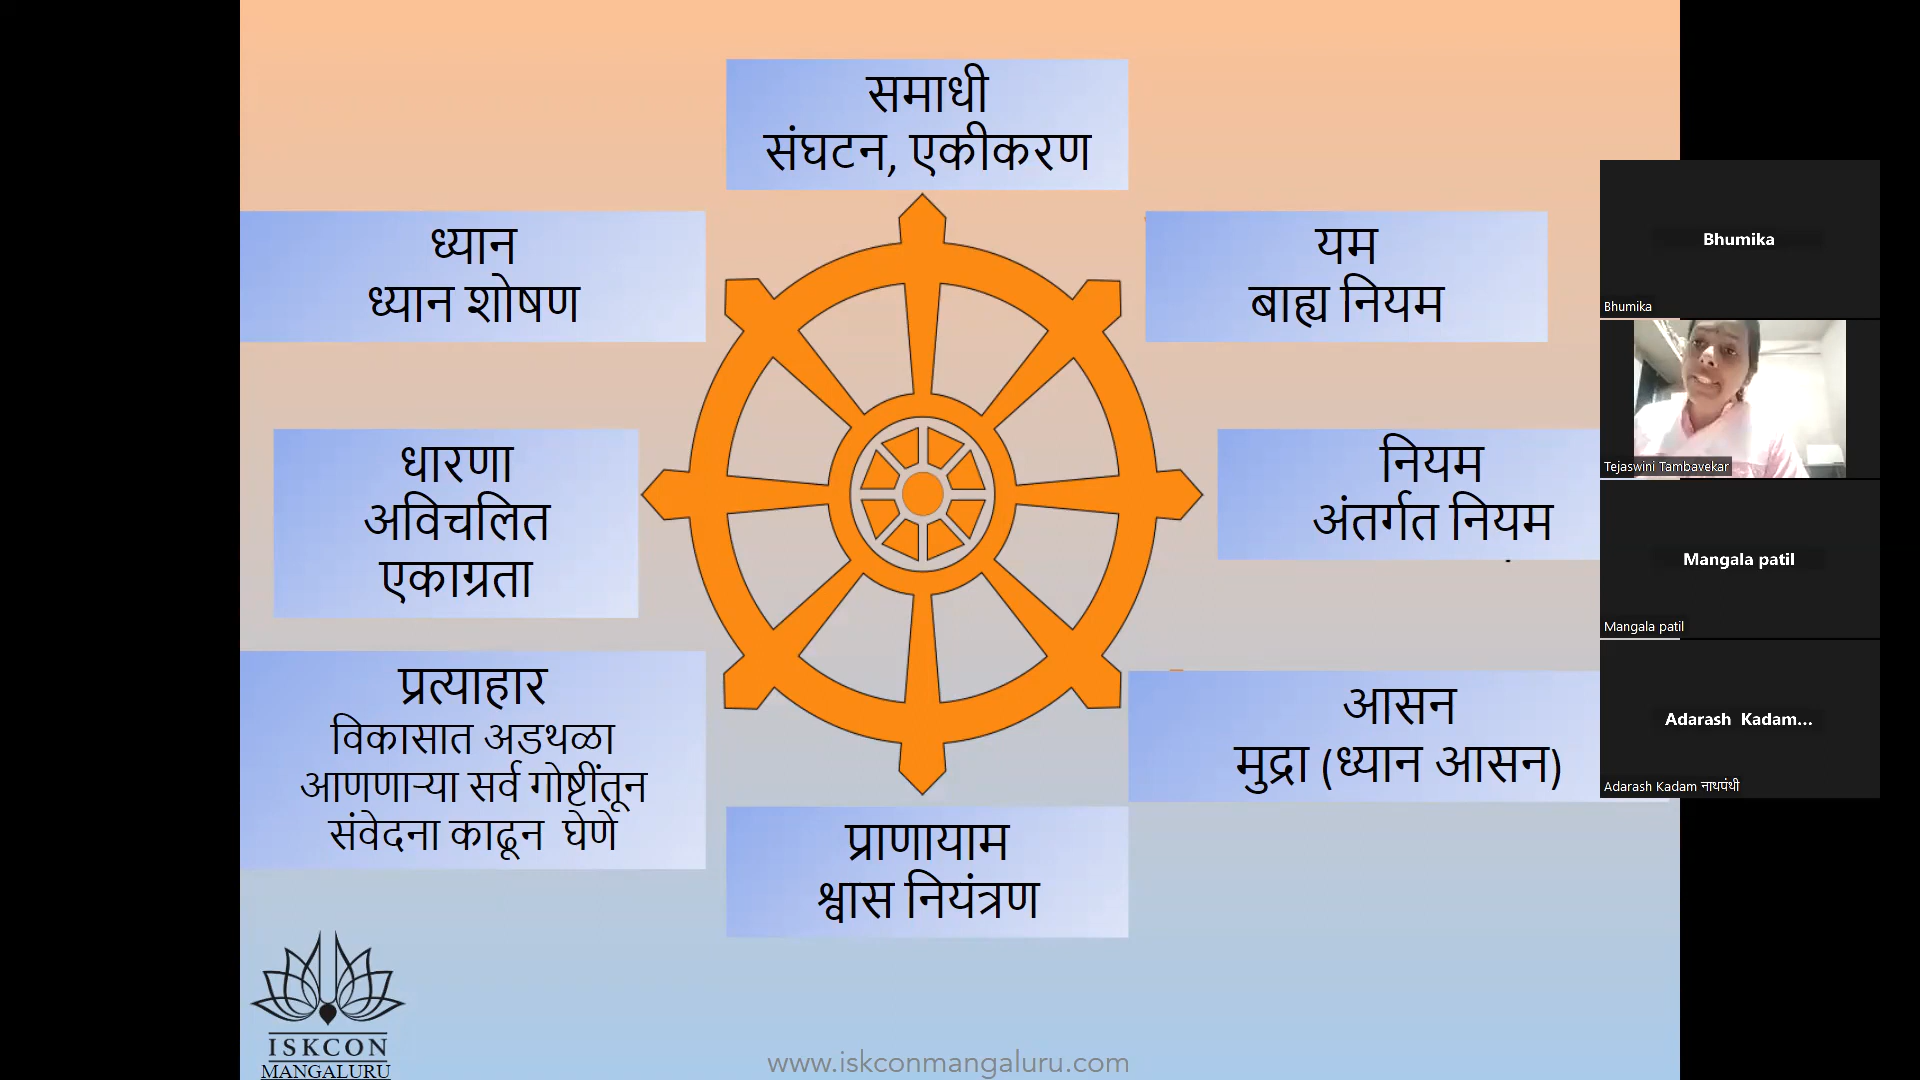 समाधी
संघटन, एकीकरण
ध्यान
ध्यान शोषण
यम
बाह्य नियम
धारणा
अविचलित
एकाग्रता
नियम
अंतर्गत नियम
प्रत्याहार
विकासात अडथळा
आणणाऱ्या सर्व गोष्टींतून
संवेदना काढून घेणे
आसन
मुद्रा (ध्यान आसन)
प्राणायाम
श्वास नियंत्रण
ISKCON
MANGALURU
www.iskconmangaluru.com
Bhumika
Bhumika
Tejaswini Tambavekar
Mangala patil
Mangala patil
Adarash Kadam...
Adarash Kadam नाथपंथी